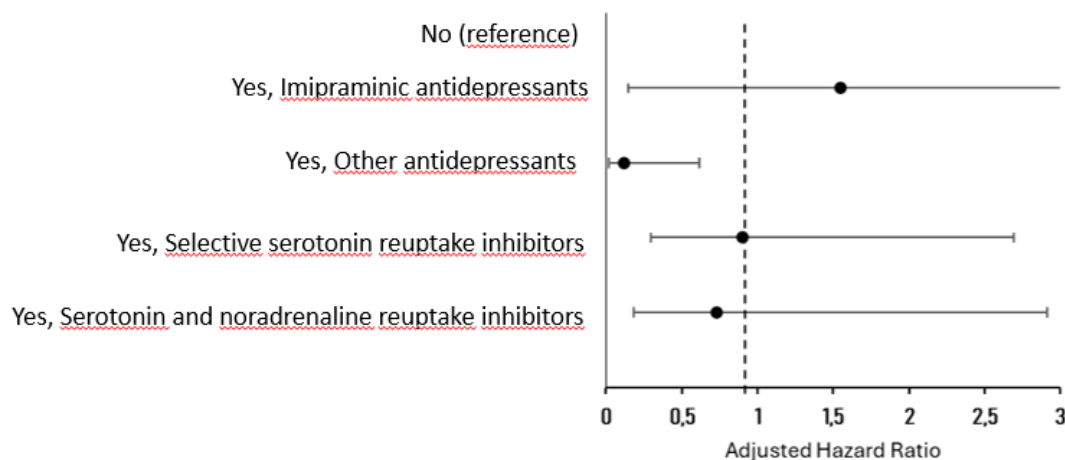 No (reference)
Yes, Imipraminic antidepressants
Yes, Other antidepressants
Yes, Selective serotonin reuptake inhibitors
Yes, Serotonin and noradrenaline reuptake inhibitors
0 0,5 1 1,5 2 2,5 3
Adjusted Hazard Ratio